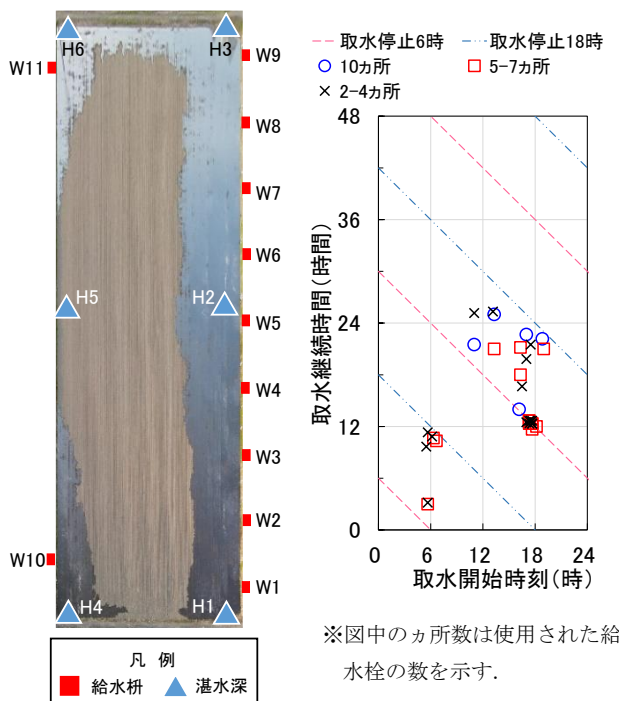 H6
H3
W11
W9
W8
W7
W6
H5
H2
W5
W4
W3
W2
W10
W1
H4
H1
凡 例
給水枡 湛水深
取水停止6時 取水停止18時
10ヵ所 5-7ヵ所
2-4ヵ所
取水継続時間(時間)
48
36
24
12
0
0 6 12 18 24
取水開始時刻(時)
※図中のヵ所数は使用された給
水栓の数を示す.